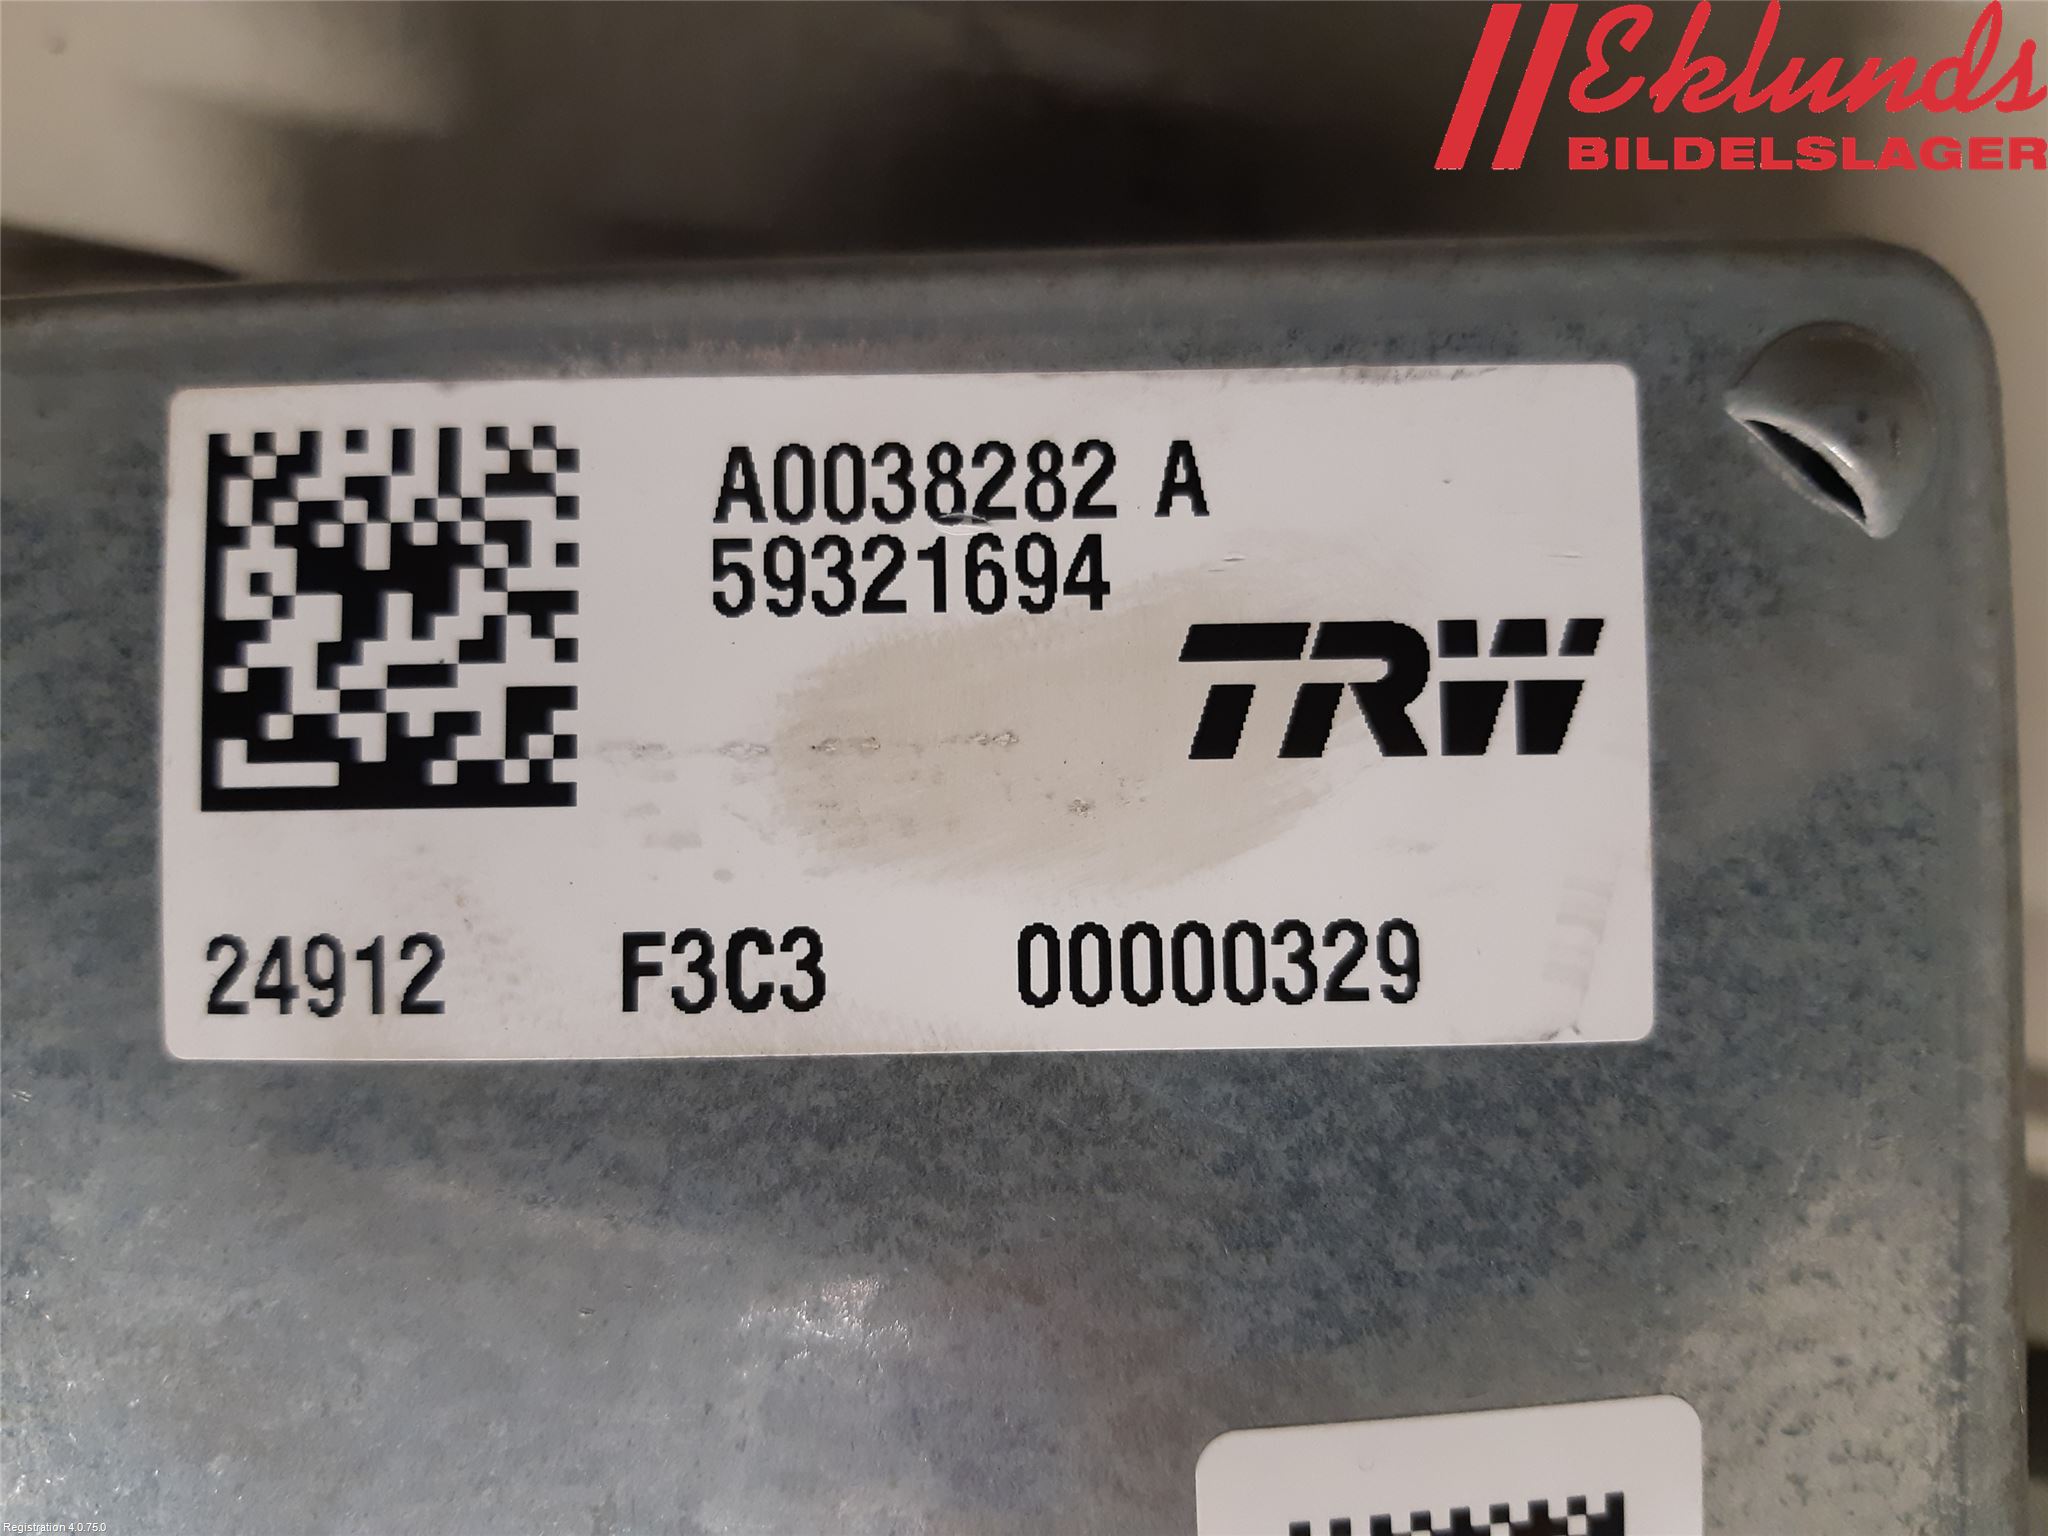 Eklunds
BILDELSLAGER
A0038282 A
59321694
TRW
24912 F3C3 00000329
Registration 4.0.75.0